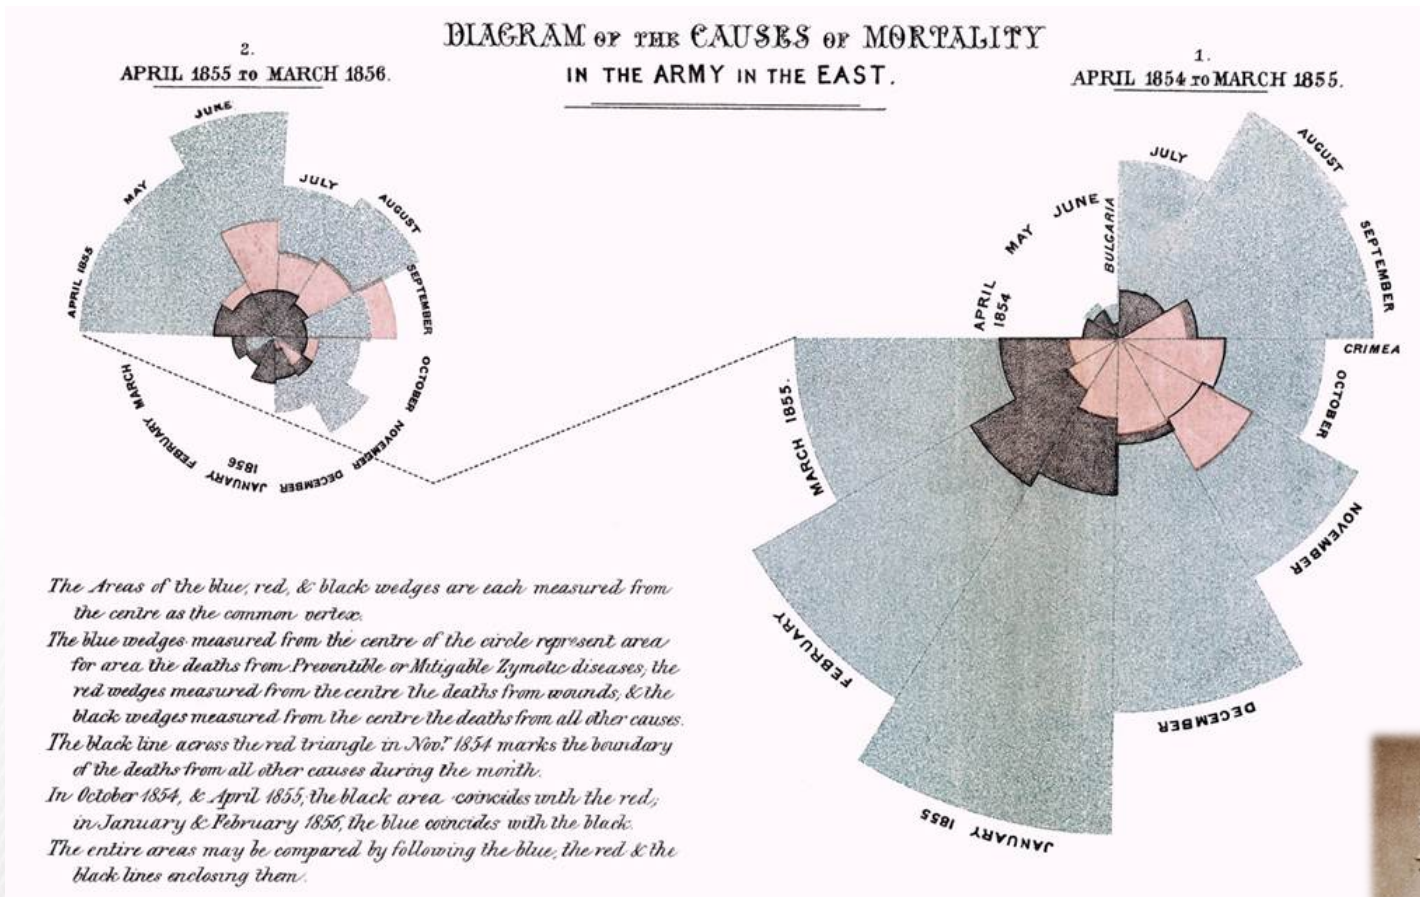 DIAGRAM OF THE CAUSES OF MORTALITY
IN THE ARMY IN THE EAST.
2.
APRIL 1855 TO MARCH 1856.
1.
APRIL 1854 TO MARCH 1855.
JUNE
MAY
APRIL 1855
JULY
AUGUST
SEPTEMBER
OCTOBER
NOVEMBER
DECEMBER
JANUARY
1856
FEBRUARY
MARCH
APRIL
1854
MAY
JUNE
BULGARIA
JULY
AUGUST
SEPTEMBER
CRIMEA
OCTOBER
NOVEMBER
DECEMBER
JANUARY 1855
FEBRUARY
MARCH 1855.
The Areas of the blue, red, & black wedges are each measured from
the centre as the common vertex.
The blue wedges measured from the centre of the circle represent area
for area the deaths from Preventible or Mitigable Zymotic diseases; the
red wedges measured from the centre the deaths from wounds; & the
black wedges measured from the centre the deaths from all other causes.
The black line across the red triangle in Nov.r 1854 marks the boundary
of the deaths from all other causes during the month.
In October 1854, & April 1855, the black area coincides with the red;
in January & February 1856, the blue coincides with the black.
The entire areas may be compared by following the blue, the red & the
black lines enclosing them.